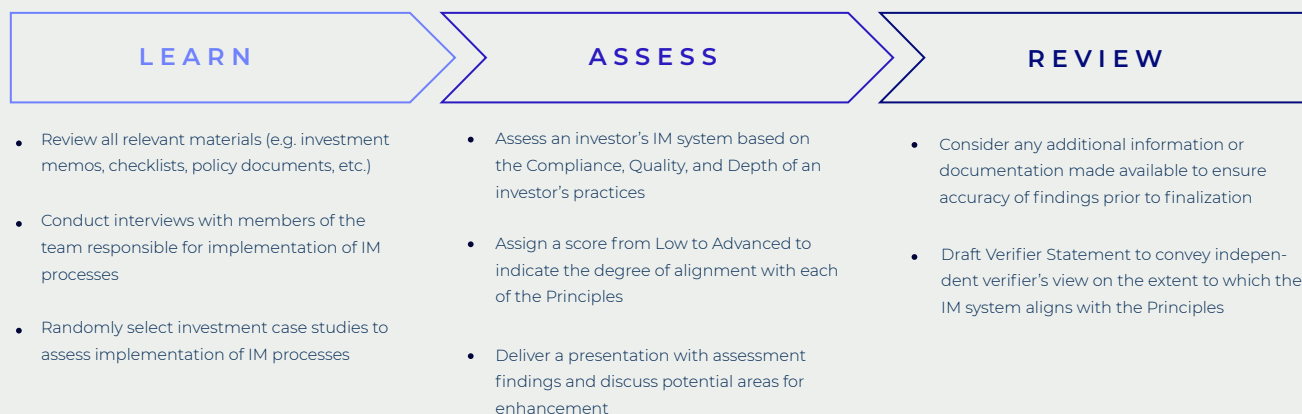 LEARN
Review all relevant materials (e.g. investment
memos, checklists, policy documents, etc.)
Conduct interviews with members of the
team responsible for implementation of IM
processes
Randomly select investment case studies to
assess implementation of IM processes
ASSESS
Assess an investor's IM system based on
the Compliance, Quality, and Depth of an
investor's practices
Assign a score from Low to Advanced to
indicate the degree of alignment with each
of the Principles
Deliver a presentation with assessment
findings and discuss potential areas for
enhancement
REVIEW
Consider any additional information or
documentation made available to ensure
accuracy of findings prior to finalization
Draft Verifier Statement to convey indepen-
dent verifier's view on the extent to which the
IM system aligns with the Principles